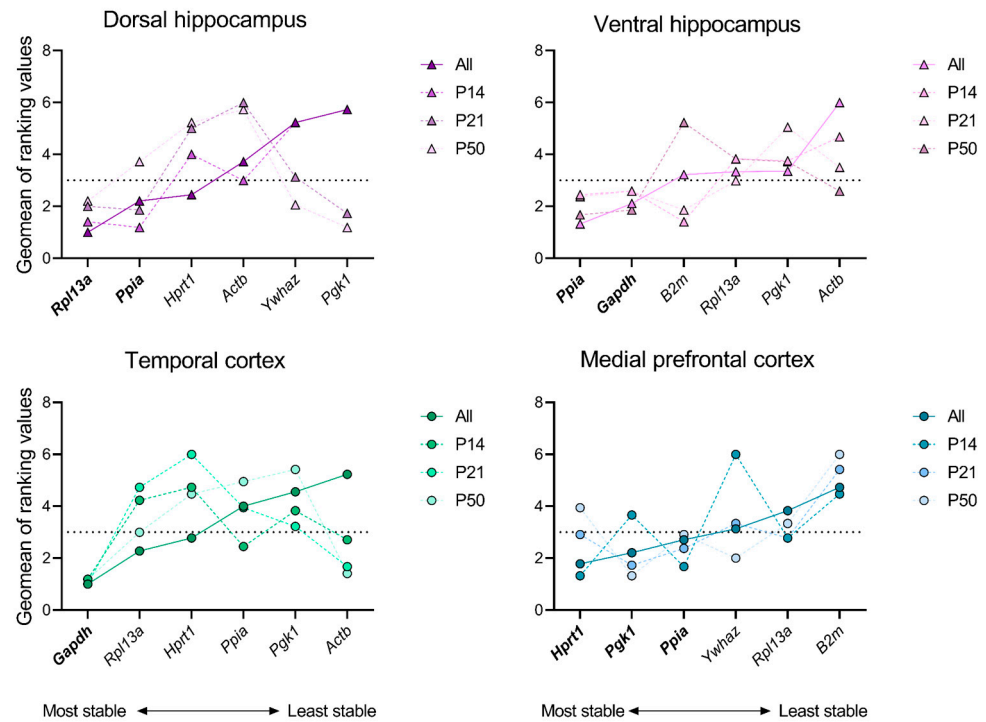 Dorsal hippocampus
Geomean of ranking values
8
6
4
2
0
Rpl13a
Ppia
Hprt1
Actb
Ywhaz
Pgk1
All
P14
P21
P50
Ventral hippocampus
8
6
4
2
0
Ppia
Gapdh
B2m
Rpl13a
Pgk1
Actb
All
P14
P21
P50
Temporal cortex
Geomean of ranking values
8
6
4
2
0
Gapdh
Rpl13a
Hprt1
Ppia
Pgk1
Actb
All
P14
P21
P50
Medial prefrontal cortex
8
6
4
2
0
Hprt1
Pgk1
Ppia
Ywhaz
Rpl13a
B2m
All
P14
P21
P50
Most stable
Least stable
Most stable
Least stable